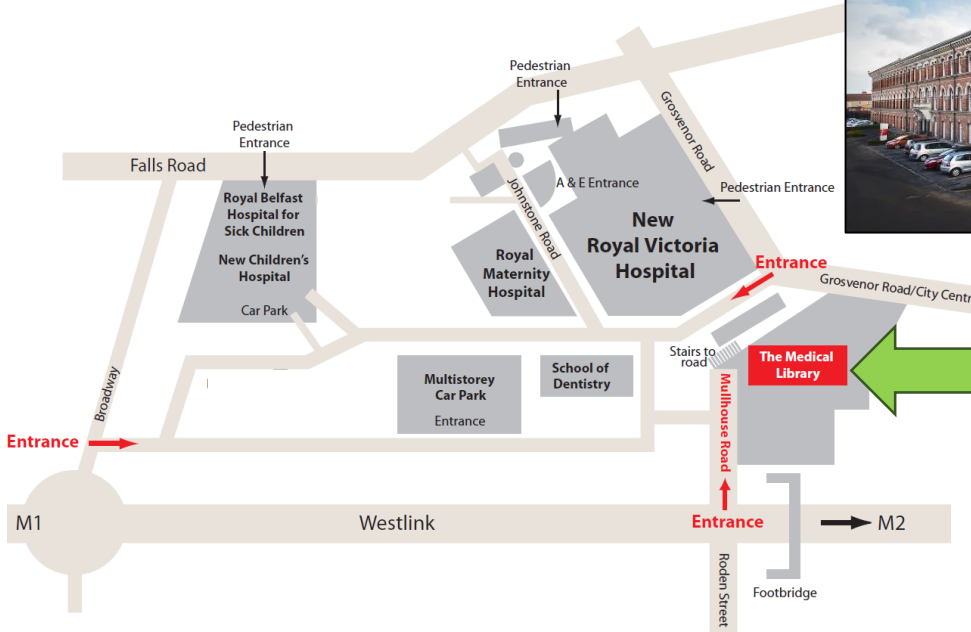 Pedestrian
Entrance
Pedestrian
Entrance
Falls Road
Grosvenor Road
Royal Belfast
Hospital for
Sick Children
New Children's
Hospital
Car Park
A & E Entrance
Johnstone Road
Pedestrian Entrance
New
Royal Victoria
Hospital
Royal
Maternity
Hospital
Entrance
Grosvenor Road/City Centr
Stairs to
road
The Medical
Library
Multistorey
Car Park
Entrance
School of
Dentistry
Mullhouse Road
Broadway
Entrance
M1
Westlink
Entrance
M2
Roden Street
Footbridge